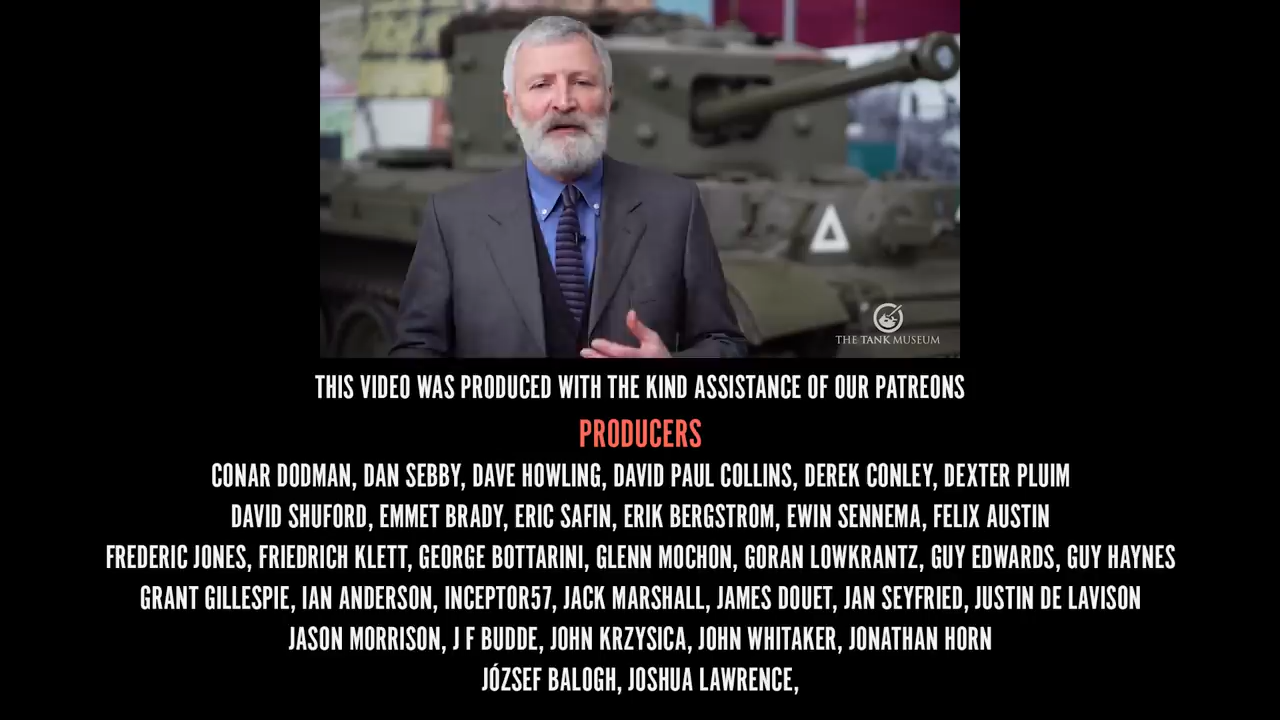 THE TANK MUSEUM
THIS VIDEO WAS PRODUCED WITH THE KIND ASSISTANCE OF OUR PATREONS
PRODUCERS
CONAR DODMAN, DAN SEBBY, DAVE HOWLING, DAVID PAUL COLLINS, DEREK CONLEY, DEXTER PLUIM
DAVID SHUFORD, EMMET BRADY, ERIC SAFIN, ERIK BERGSTROM, EWIN SENNEMA, FELIX AUSTIN
FREDERIC JONES, FRIEDRICH KLETT, GEORGE BOTTARINI, GLENN MOCHON, GORAN LOWKRANTZ, GUY EDWARDS, GUY HAYNES
GRANT GILLESPIE, IAN ANDERSON, INCEPTOR57, JACK MARSHALL, JAMES DOUET, JAN SEYFRIED, JUSTIN DE LAVISON
JASON MORRISON, J F BUDDE, JOHN KRZYSICA, JOHN WHITAKER, JONATHAN HORN
JÓZSEF BALOGH, JOSHUA LAWRENCE,